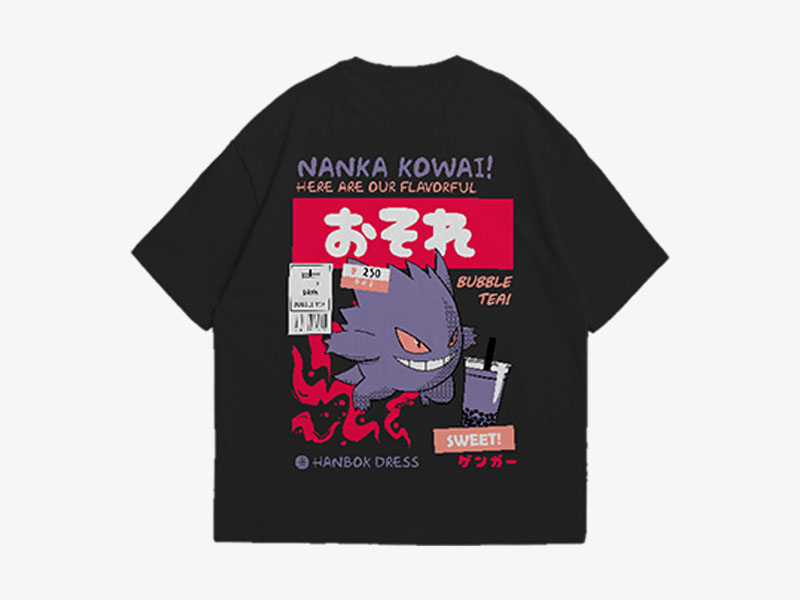 NANKA KOWAI!
HERE ARE OUR FLAVORFUL
おそれ
250
BUBBLE
TEA!
SWEET!
HANBOK DRESS
ゲンガー